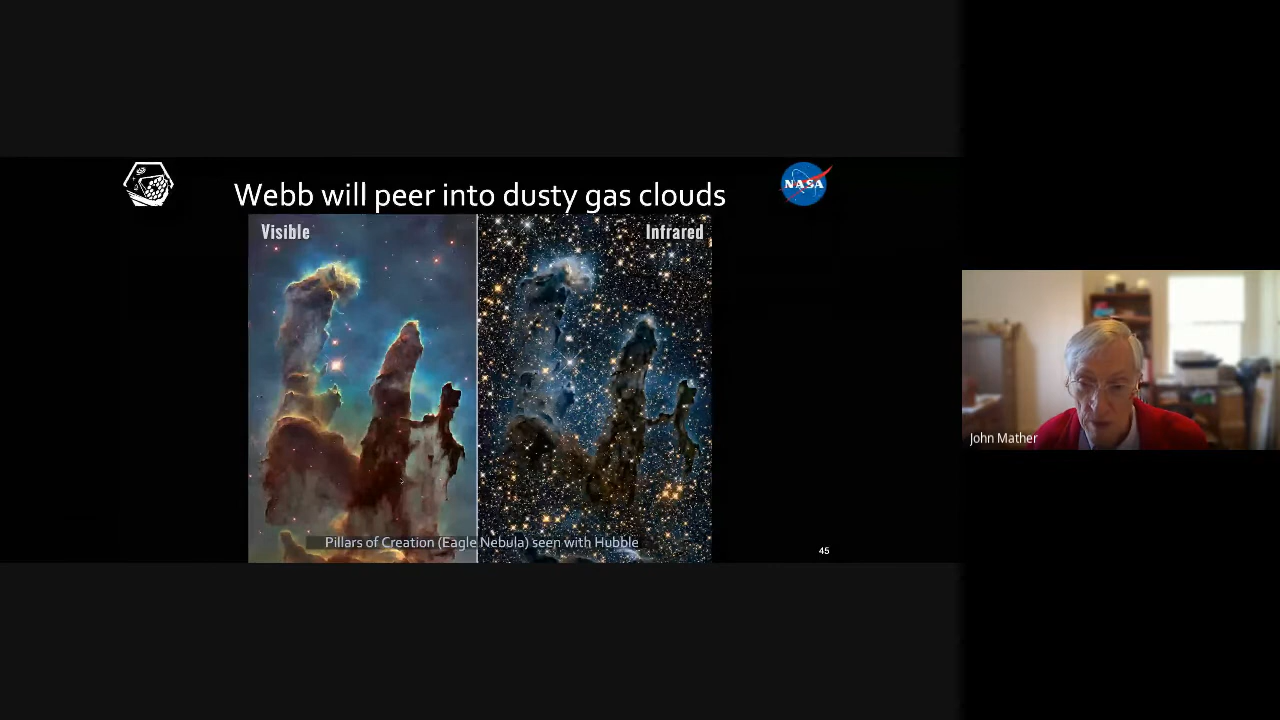 NASA
Webb will peer into dusty gas clouds
Visible
Infrared
Pillars of Creation (Eagle Nebula) seen with Hubble
45
John Mather